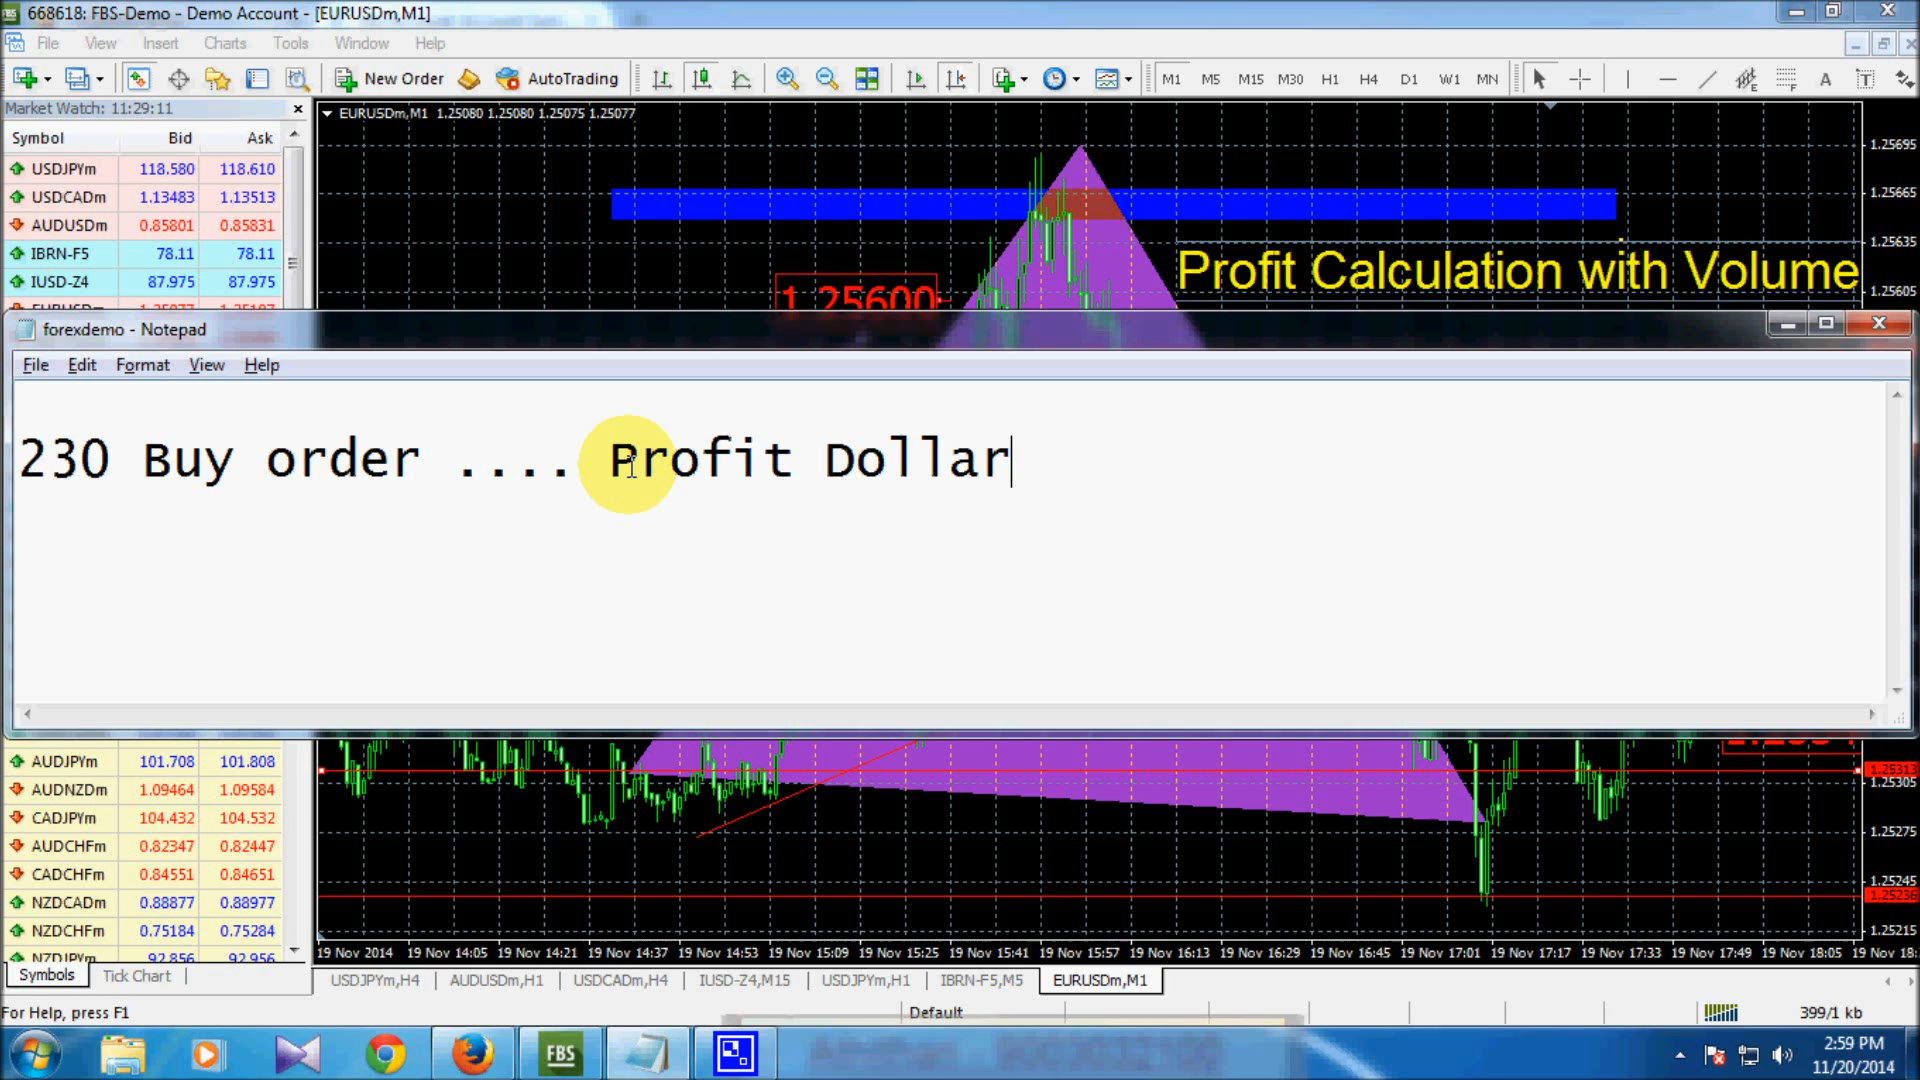 668618: FBS-Demo - Demo Account - [EURUSDm,M1]
File View Insert Charts Tools Window Help
New Order AutoTrading M1 M5 M15 M30 H1 H4 D1 W1 MN
Market Watch: 11:29:11
Symbol Bid Ask
USDJPYm 118.580 118.610
USDCADm 1.13483 1.13513
AUDUSDm 0.85801 0.85831
IBRN-F5 78.11 78.11
IUSD-Z4 87.975 87.975
EURUSDm,M1 1.25080 1.25080 1.25075 1.25077
1.25695
1.25665
1.25635
1.25605
Profit Calculation with Volume
1.25600
forexdemo - Notepad
File Edit Format View Help
230 Buy order .... Profit Dollar
AUDJPYm 101.708 101.808
AUDNZDm 1.09464 1.09584
CADJPYm 104.432 104.532
AUDCHFm 0.82347 0.82447
CADCHFm 0.84551 0.84651
NZDCADm 0.88877 0.88977
NZDCHFm 0.75184 0.75284
NZDJPYm 92.856 92.956
Symbols Tick Chart
1.25313
1.25305
1.25275
1.25245
1.25236
1.25215
19 Nov 2014 19 Nov 14:05 19 Nov 14:21 19 Nov 14:37 19 Nov 14:53 19 Nov 15:09 19 Nov 15:25 19 Nov 15:41 19 Nov 15:57 19 Nov 16:13 19 Nov 16:29 19 Nov 16:45 19 Nov 17:01 19 Nov 17:17 19 Nov 17:33 19 Nov 18:05 19 Nov 18:
USDJPYm,H4 AUDUSDm,H1 USDCADm,H4 IUSD-Z4,M15 USDJPYm,H1 IBRN-F5,M5 EURUSDm,M1
For Help, press F1 Default 399/1 kb
FBS
2:59 PM
11/20/2014